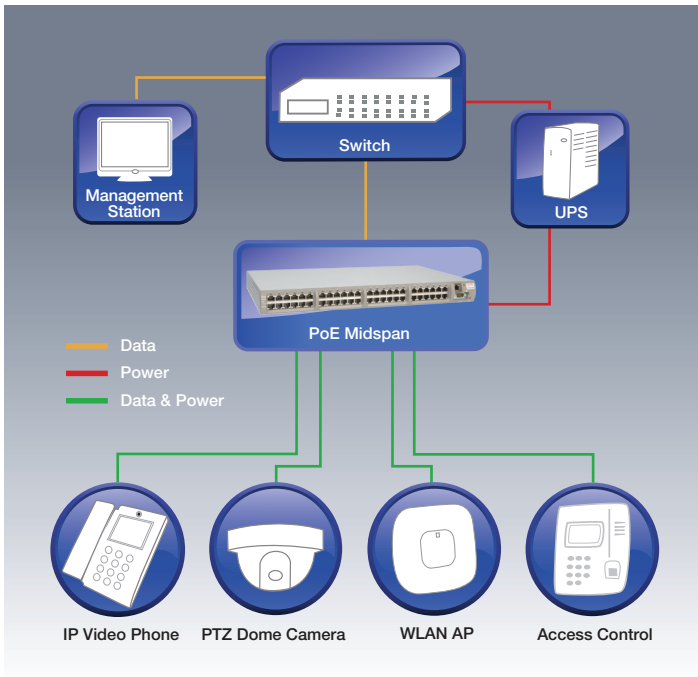 Switch
Management
Station
UPS
PoE Midspan
Data
Power
Data & Power
IP Video Phone
PTZ Dome Camera
WLAN AP
Access Control